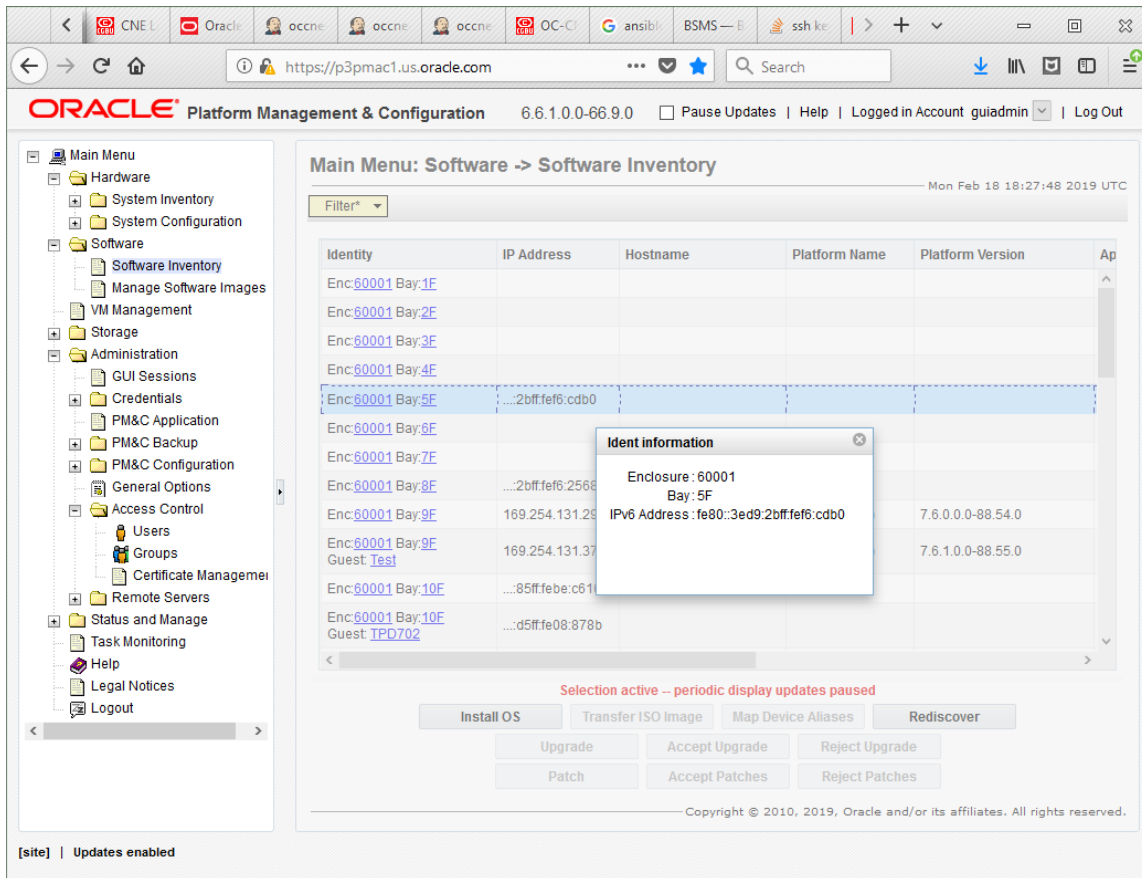 CNE L
Oracle
occne
occne
occne
OC-C
ansibl
BSMS — B
ssh ke
https://p3pmac1.us.oracle.com
Search
ORACLE® Platform Management & Configuration 6.6.1.0.0-66.9.0 Pause Updates | Help | Logged in Account guiadmin | Log Out
Main Menu
Hardware
System Inventory
System Configuration
Software
Software Inventory
Manage Software Images
VM Management
Storage
Administration
GUI Sessions
Credentials
PM&C Application
PM&C Backup
PM&C Configuration
General Options
Access Control
Users
Groups
Certificate Managemer
Remote Servers
Status and Manage
Task Monitoring
Help
Legal Notices
Logout
Main Menu: Software -> Software Inventory
Mon Feb 18 18:27:48 2019 UTC
Filter*
Identity IP Address Hostname Platform Name Platform Version Ap
Enc:60001 Bay:1F
Enc:60001 Bay:2F
Enc:60001 Bay:3F
Enc:60001 Bay:4F
Enc:60001 Bay:5F ...:2bff:fef6:cdb0
Enc:60001 Bay:6F
Enc:60001 Bay:7F
Enc:60001 Bay:8F ...:2bff:fef6:2568
Enc:60001 Bay:9F 169.254.131.29 7.6.0.0.0-88.54.0
Enc:60001 Bay:9F
Guest: Test 169.254.131.37 7.6.1.0.0-88.55.0
Enc:60001 Bay:10F ...:85ff:febe:c61
Enc:60001 Bay:10F
Guest: TPD702 ...:d5ff:fe08:878b
Ident information
Enclosure : 60001
Bay : 5F
IPv6 Address : fe80::3ed9:2bff:fef6:cdb0
Selection active -- periodic display updates paused
Install OS Transfer ISO Image Map Device Aliases Rediscover
Upgrade Accept Upgrade Reject Upgrade
Patch Accept Patches Reject Patches
Copyright © 2010, 2019, Oracle and/or its affiliates. All rights reserved.
[site] | Updates enabled